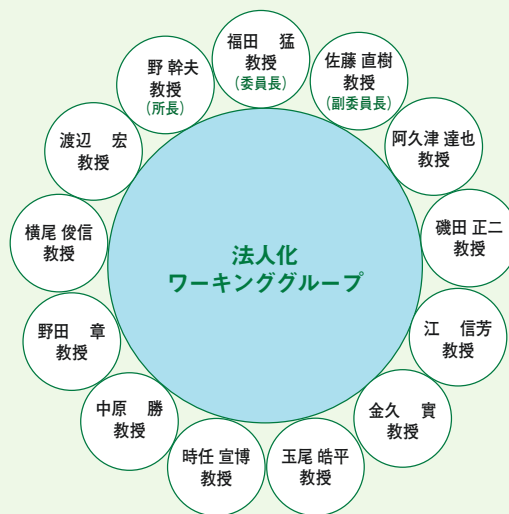 法人化
ワーキンググループ
福田 猛
教授
(委員長)
佐藤 直樹
教授
(副委員長)
阿久津 達也
教授
磯田 正二
教授
江 信芳
教授
金久 實
教授
玉尾 皓平
教授
時任 宣博
教授
中原 勝
教授
野田 章
教授
横尾 俊信
教授
渡辺 宏
教授
野 幹夫
教授
(所長)